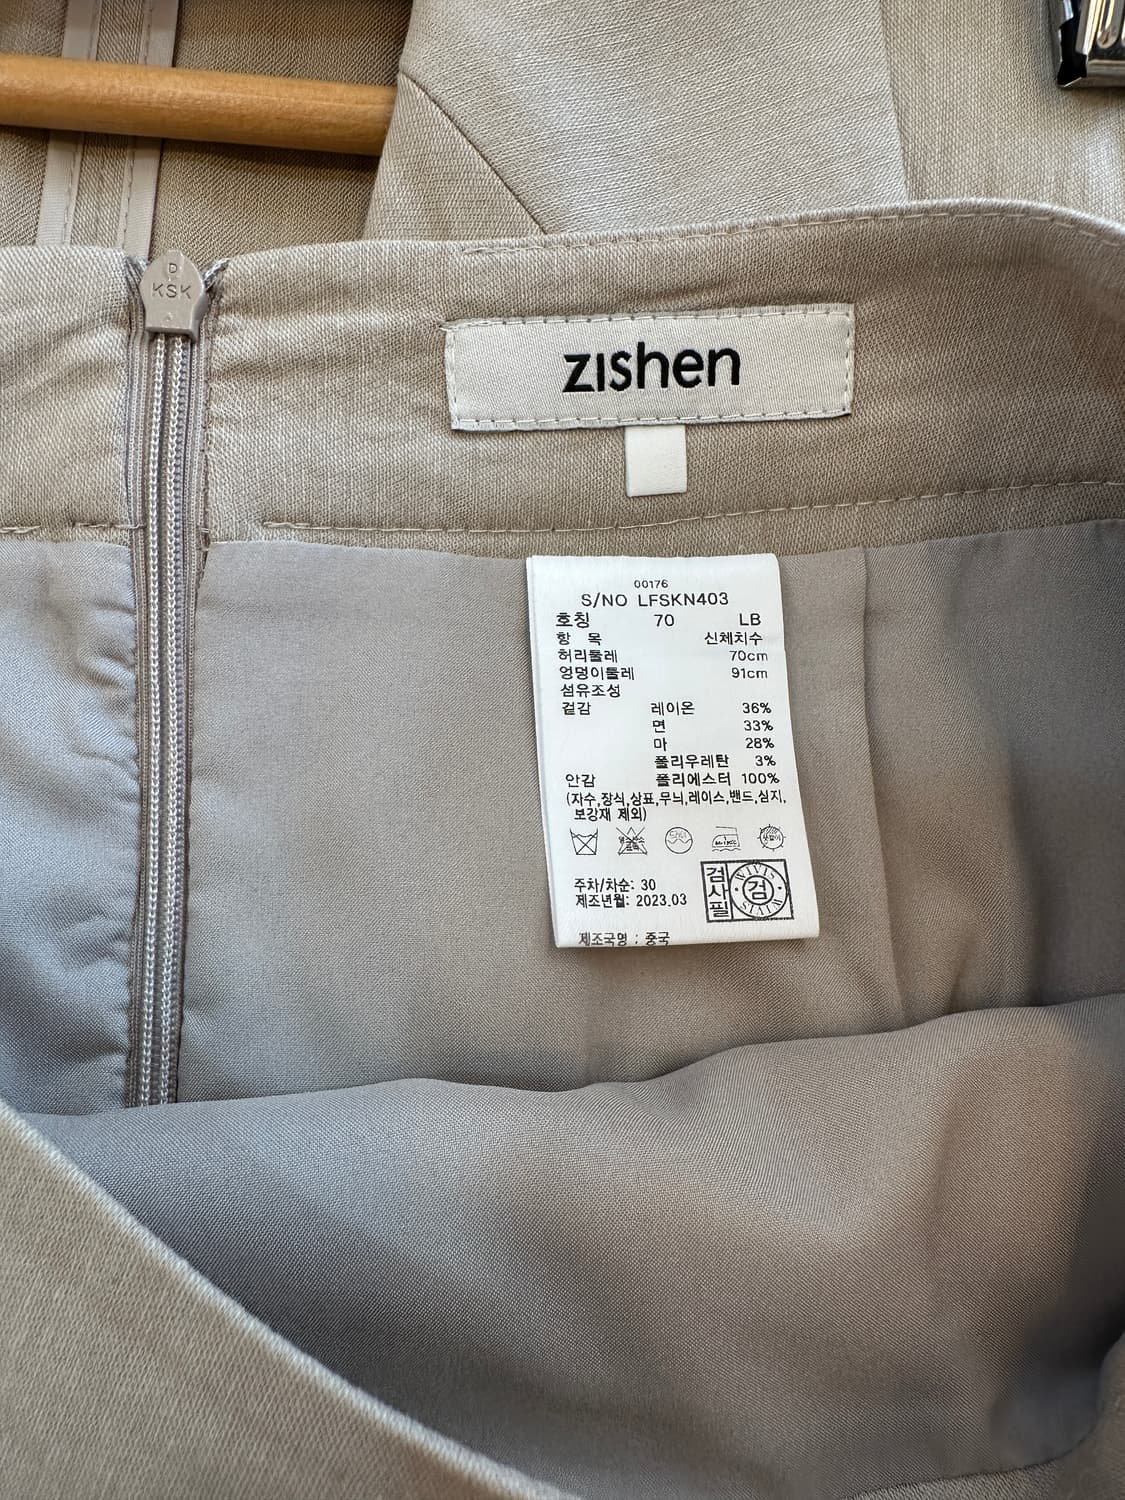 D
KSK
zishen
00176
S/NO LFSKN403
호칭 70 LB
항 목 신체치수
허리둘레 70cm
엉덩이둘레 91cm
섬유조성
겉감 레이온 36%
면 33%
마 28%
폴리우레탄 3%
안감 폴리에스터 100%
(자수,장식,상표,무늬,레이스,밴드,심지,
보강재 제외)
주차/차순: 30
제조년월: 2023.03
검사필
검
제조국명 : 중국